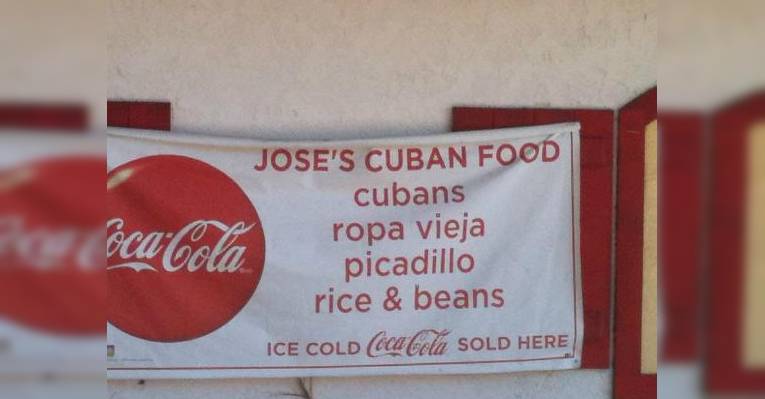 JOSE'S CUBAN FOOD
cubans
ropa vieja
picadillo
rice & beans
Coca-Cola
ICE COLD Coca-Cola SOLD HERE